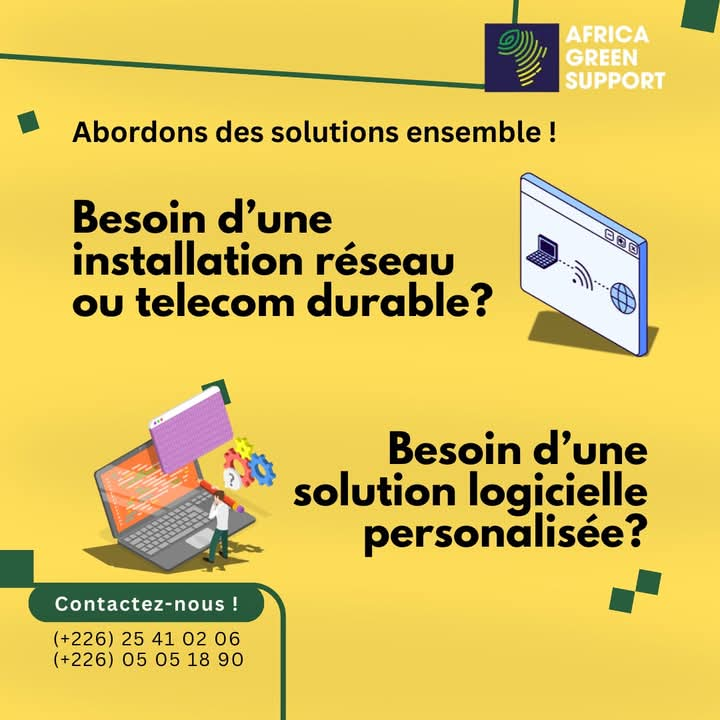 AFRICA
GREEN
SUPPORT
Abordons des solutions ensemble !
Besoin d’une
installation réseau
ou telecom durable?
Besoin d’une
solution logicielle
personalisée?
Contactez-nous !
(+226) 25 41 02 06
(+226) 05 05 18 90